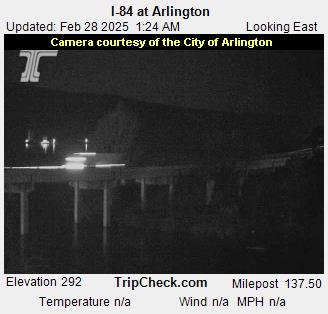 I-84 at Arlington
Updated: Feb 28 2025 1:24 AM Looking East
Camera courtesy of the City of Arlington
Elevation 292 TripCheck.com Milepost 137.50
Temperature n/a Wind n/a MPH n/a